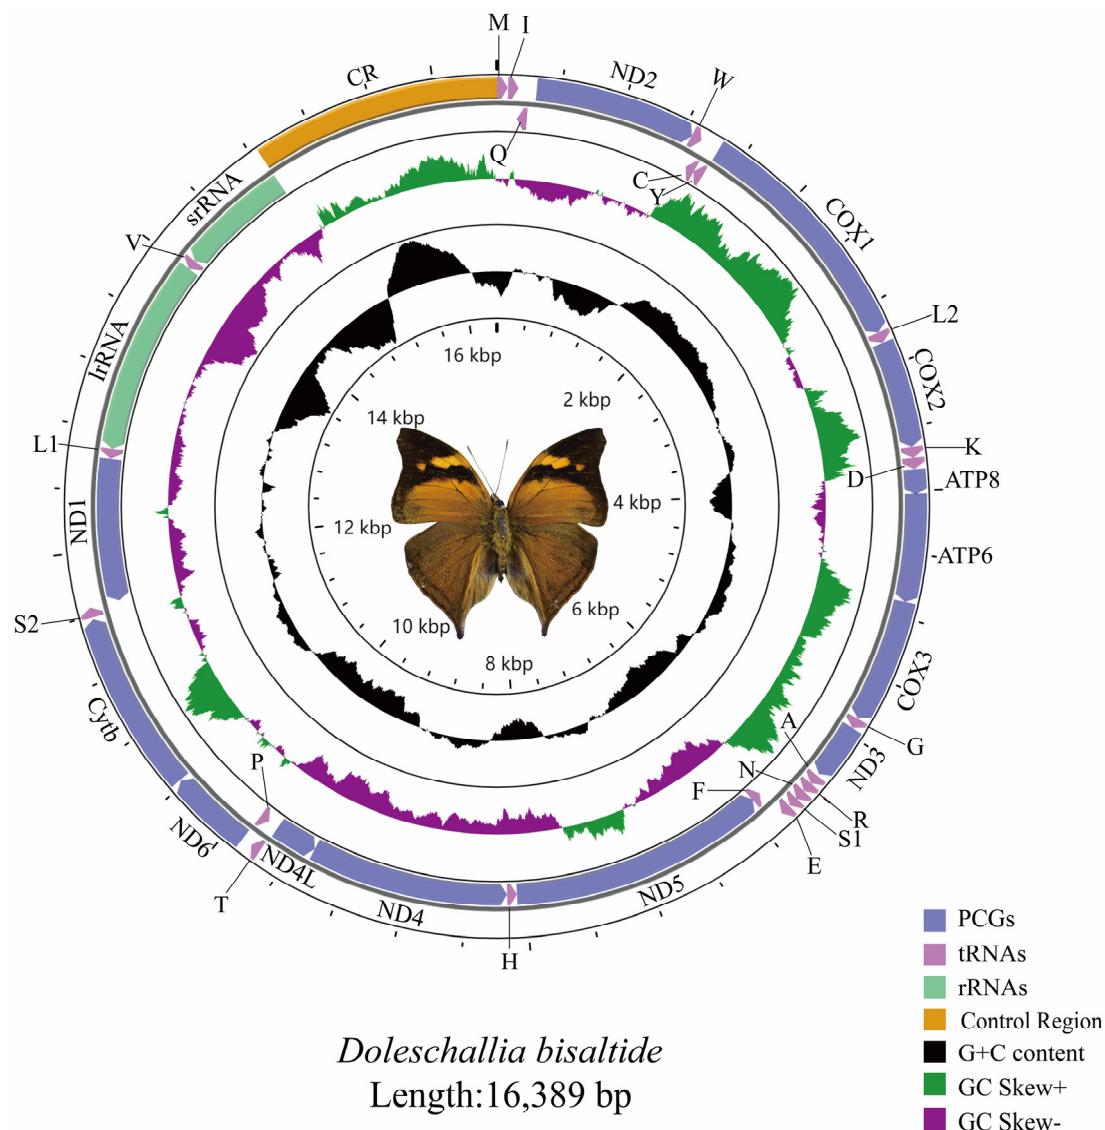 M
I
CR
ND2
W
Q
C
Y
srRNA
COX1
V
L2
lrRNA
COX2
16 kbp
2 kbp
14 kbp
L1
K
D
ATP8
4 kbp
ND1
12 kbp
ATP6
S2
10 kbp
6 kbp
8 kbp
COX3
Cytb
A
G
P
N
ND3
F
R
S1
ND6
ND4L
E
T
ND4
ND5
H
PCGs
tRNAs
rRNAs
Control Region
G+C content
GC Skew+
GC Skew-
Doleschallia bisaltide
Length:16,389 bp